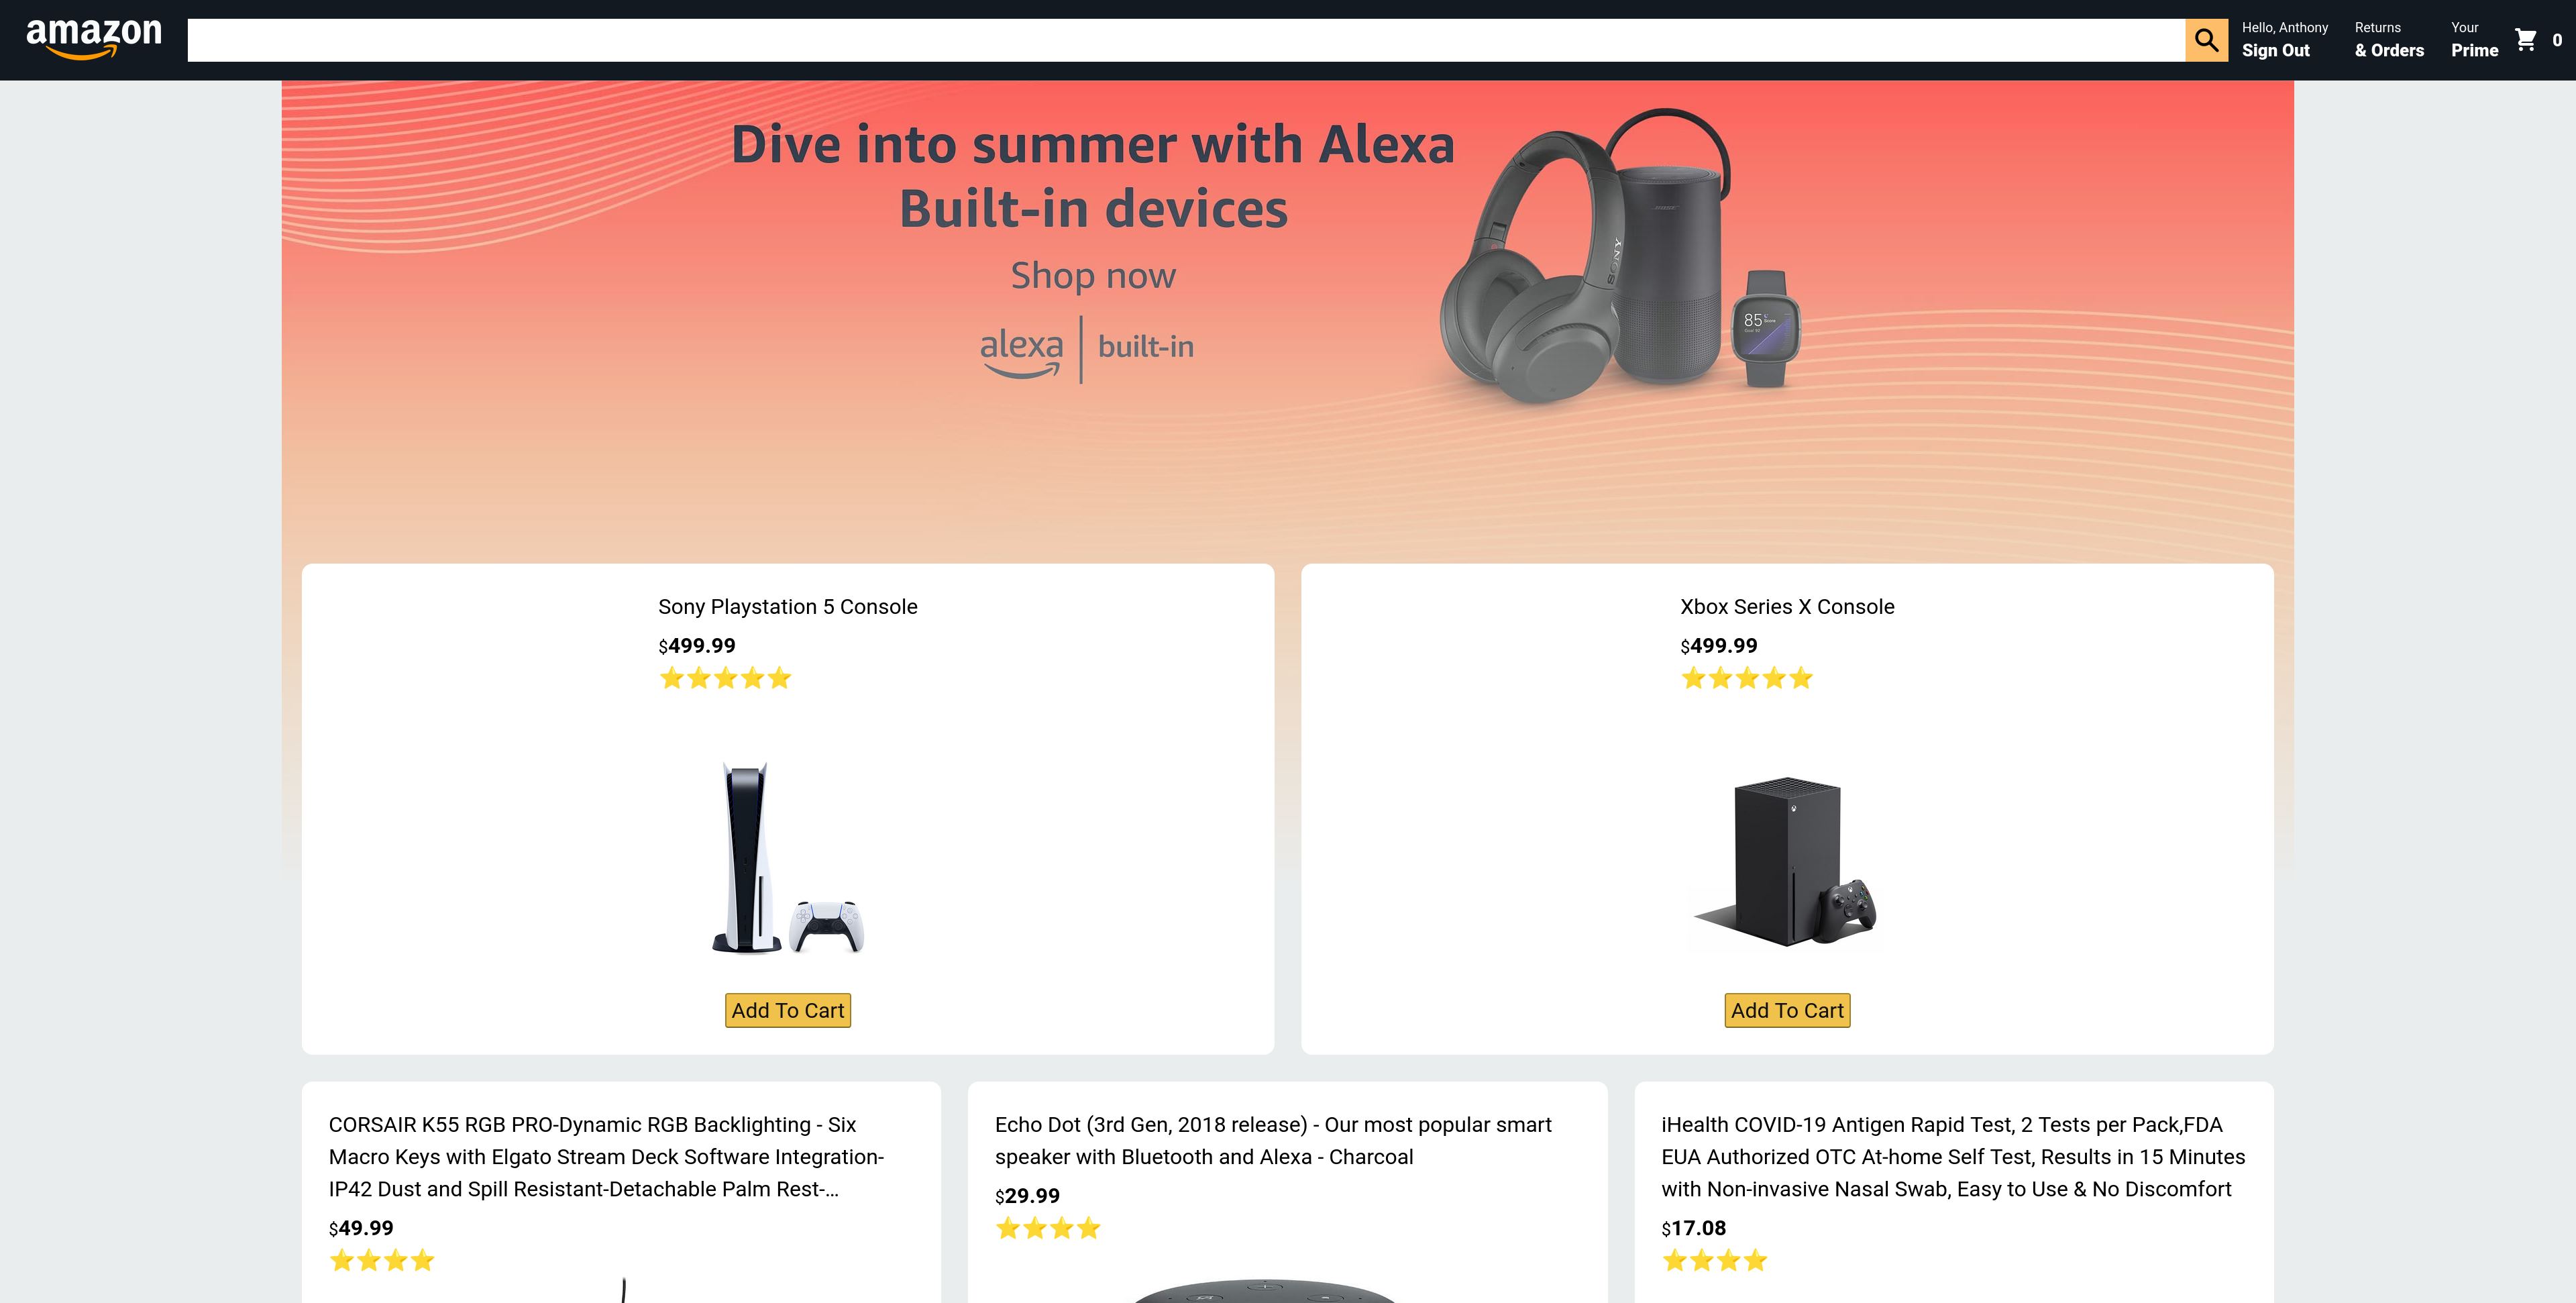 amazon
Hello, Anthony
Sign Out
Returns
& Orders
Your
Prime
0
Dive into summer with Alexa
Built-in devices
Shop now
alexa | built-in
SONY
85
Sony Playstation 5 Console
$499.99
Xbox Series X Console
$499.99
Add To Cart
Add To Cart
CORSAIR K55 RGB PRO-Dynamic RGB Backlighting - Six
Macro Keys with Elgato Stream Deck Software Integration-
IP42 Dust and Spill Resistant-Detachable Palm Rest-...
$49.99
Echo Dot (3rd Gen, 2018 release) - Our most popular smart
speaker with Bluetooth and Alexa - Charcoal
$29.99
iHealth COVID-19 Antigen Rapid Test, 2 Tests per Pack,FDA
EUA Authorized OTC At-home Self Test, Results in 15 Minutes
with Non-invasive Nasal Swab, Easy to Use & No Discomfort
$17.08